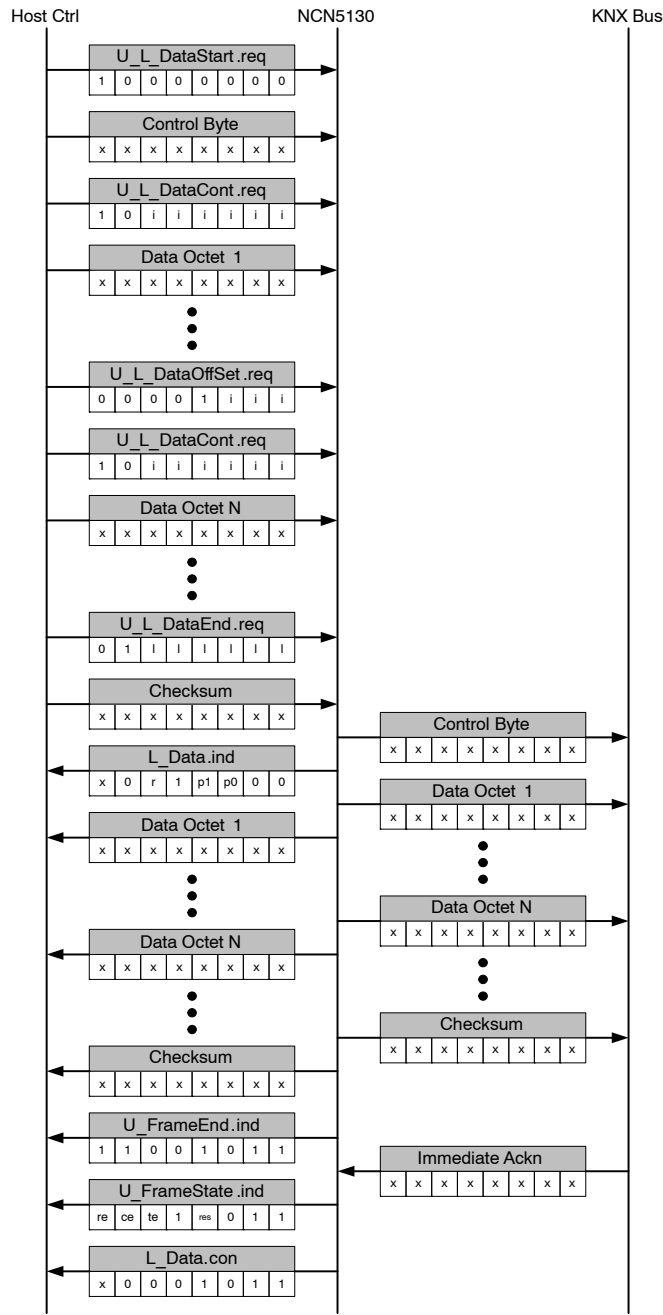 Host Ctrl NCN5130 KNX Bus
U_L_DataStart.req
1 0 0 0 0 0 0 0
Control Byte
x x x x x x x x
U_L_DataCont.req
1 0 i i i i i i
Data Octet 1
x x x x x x x x
U_L_DataOffSet.req
0 0 0 0 1 i i i
U_L_DataCont.req
1 0 i i i i i i
Data Octet N
x x x x x x x x
U_L_DataEnd.req
0 1 l l l l l l
Checksum
x x x x x x x x
Control Byte
x x x x x x x x
L_Data.ind
x 0 r 1 p1 p0 0 0
Data Octet 1
x x x x x x x x
Data Octet 1
x x x x x x x x
Data Octet N
x x x x x x x x
Data Octet N
x x x x x x x x
Checksum
x x x x x x x x
Checksum
x x x x x x x x
U_FrameEnd.ind
1 1 0 0 1 0 1 1
Immediate Ackn
x x x x x x x x
U_FrameState.ind
re ce te 1 res 0 1 1
L_Data.con
x 0 0 0 1 0 1 1